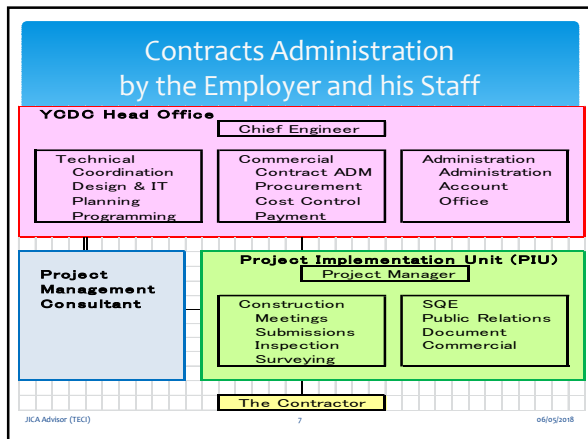 Contracts Administration
by the Employer and his Staff
YCDC Head Office
Chief Engineer
Technical
Coordination
Design & IT
Planning
Programming
Commercial
Contract ADM
Procurement
Cost Control
Payment
Administration
Administration
Account
Office
Project
Management
Consultant
Project Implementation Unit (PIU)
Project Manager
Construction
Meetings
Submissions
Inspection
Surveying
SQE
Public Relations
Document
Commercial
The Contractor
JICA Advisor (TECI)
7
06/05/2018